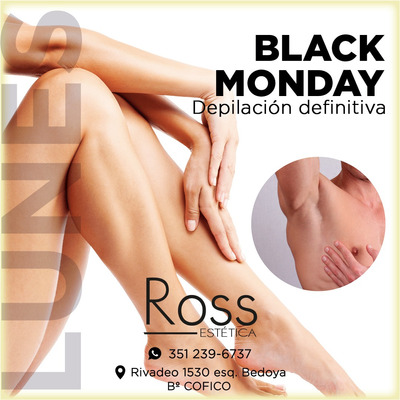 LUNES
BLACK
MONDAY
Depilación definitiva
Ross
ESTÉTICA
351 239-6737
Rivadeo 1530 esq. Bedoya
Bº COFICO